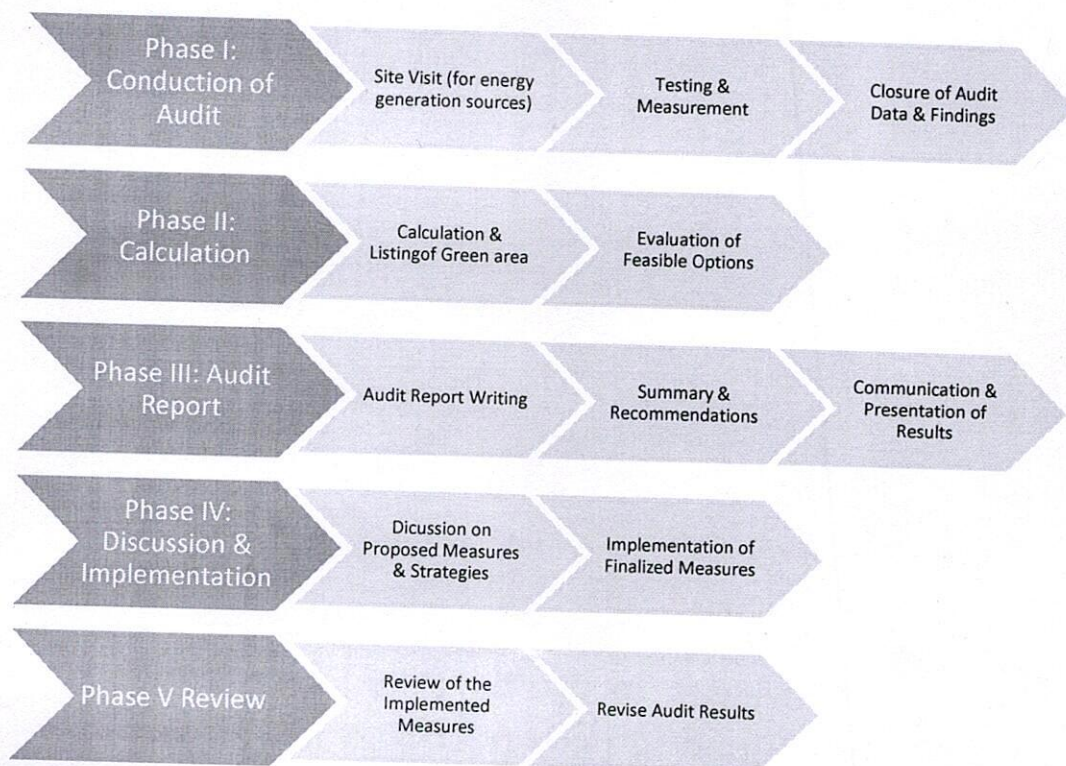 Phase I:
Conduction of
Audit
Site Visit (for energy
generation sources)
Testing &
Measurement
Closure of Audit
Data & Findings
Phase II:
Calculation
Calculation &
Listingof Green area
Evaluation of
Feasible Options
Phase III: Audit
Report
Audit Report Writing
Summary &
Recommendations
Communication &
Presentation of
Results
Phase IV:
Discussion &
Implementation
Dicussion on
Proposed Measures
& Strategies
Implementation of
Finalized Measures
Phase V Review
Review of the
Implemented
Measures
Revise Audit Results